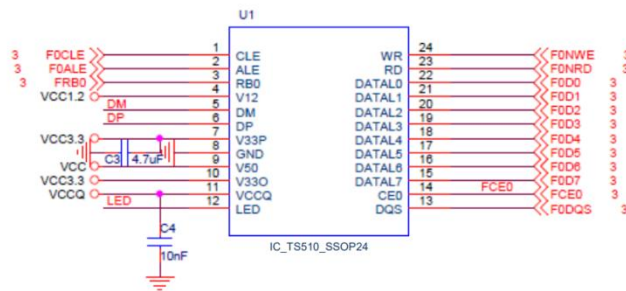 U1
3 F0CLE 1 CLE WR 24 F0NWE 3
3 F0ALE 2 ALE RD 23 F0NRD 3
3 FRB0 3 RB0 DATAL0 22 F0D0 3
VCC1.2 4 V12 DATAL1 21 F0D1 3
DM 5 DM DATAL2 20 F0D2 3
DP 6 DP DATAL3 19 F0D3 3
VCC3.3 7 V33P DATAL4 18 F0D4 3
C3 4.7uF 8 GND DATAL5 17 F0D5 3
VCC 9 V50 DATAL6 16 F0D6 3
VCC3.3 10 V33O DATAL7 15 F0D7 3
VCCQ 11 VCCQ CE0 14 FCE0 FCE0 3
LED 12 LED DQS 13 F0DQS 3
C4
10nF
IC_TS510_SSOP24